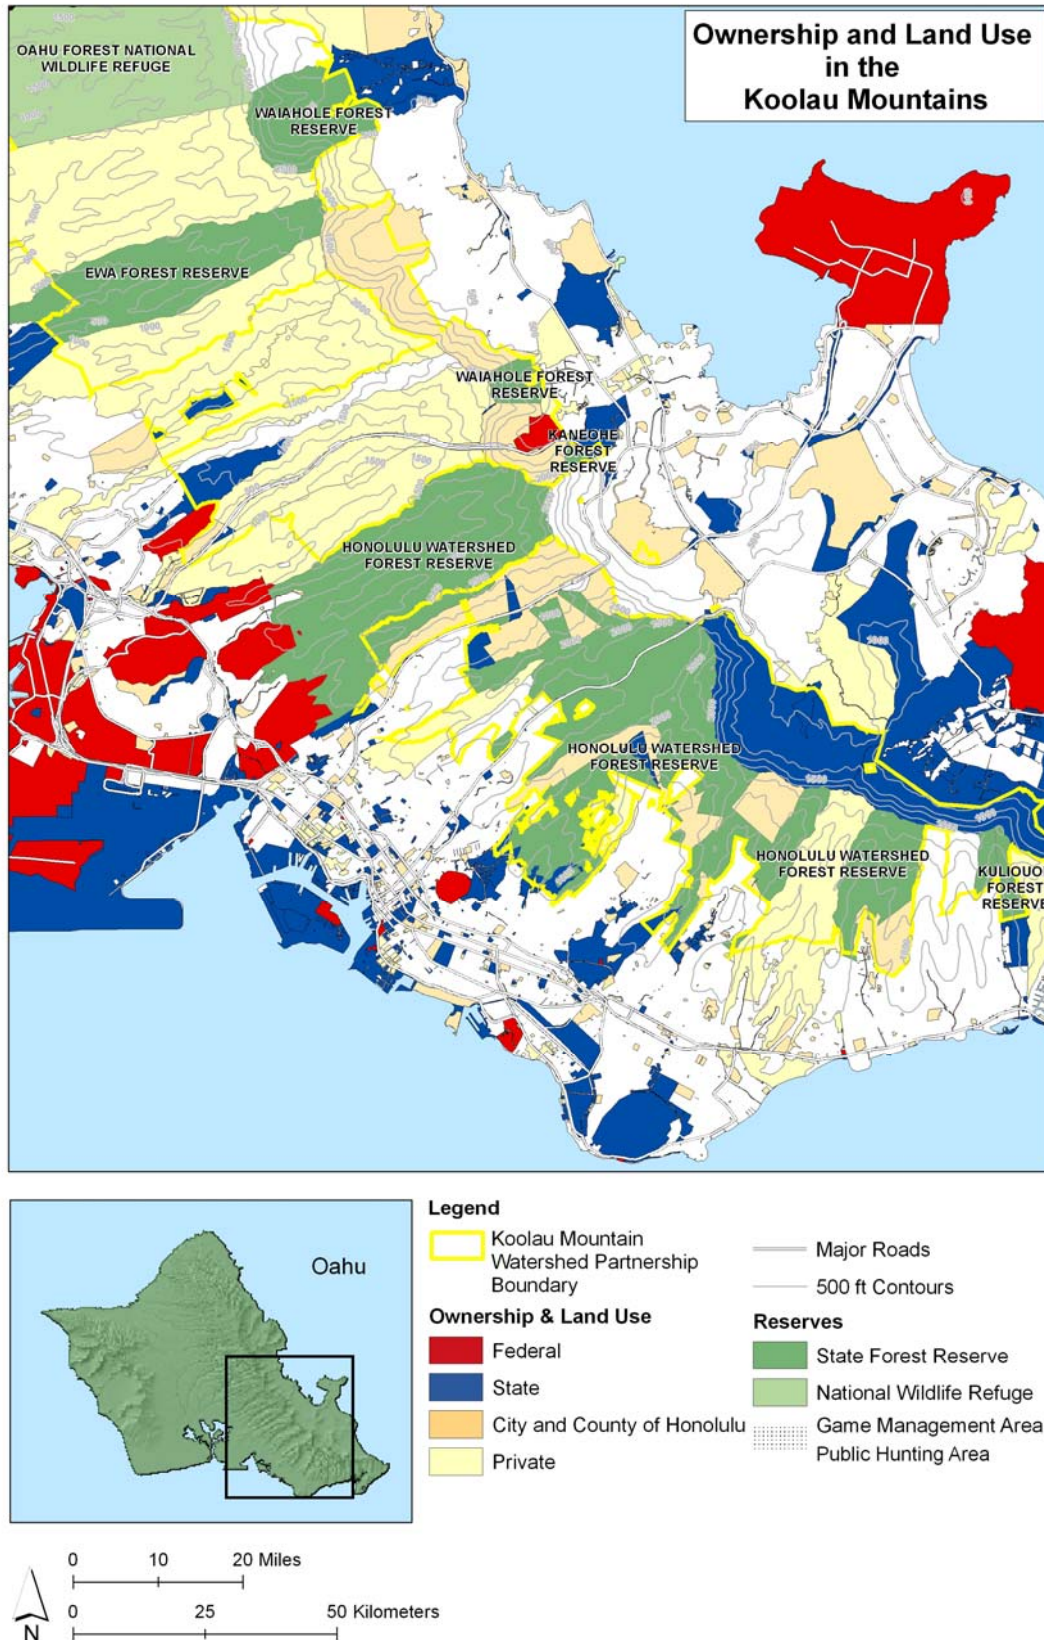 Ownership and Land Use
in the
Koolau Mountains
OAHU FOREST NATIONAL
WILDLIFE REFUGE
WAIAHOLE FOREST
RESERVE
EWA FOREST RESERVE
WAIAHOLE FOREST
RESERVE
KANEOHE
FOREST
RESERVE
HONOLULU WATERSHED
FOREST RESERVE
HONOLULU WATERSHED
FOREST RESERVE
HONOLULU WATERSHED
FOREST RESERVE
KULIOUO
FOREST
RESERVE
Oahu
Legend
Koolau Mountain
Watershed Partnership
Boundary
Major Roads
500 ft Contours
Ownership & Land Use
Federal
State
City and County of Honolulu
Private
Reserves
State Forest Reserve
National Wildlife Refuge
Game Management Area
Public Hunting Area
0 10 20 Miles
0 25 50 Kilometers
N